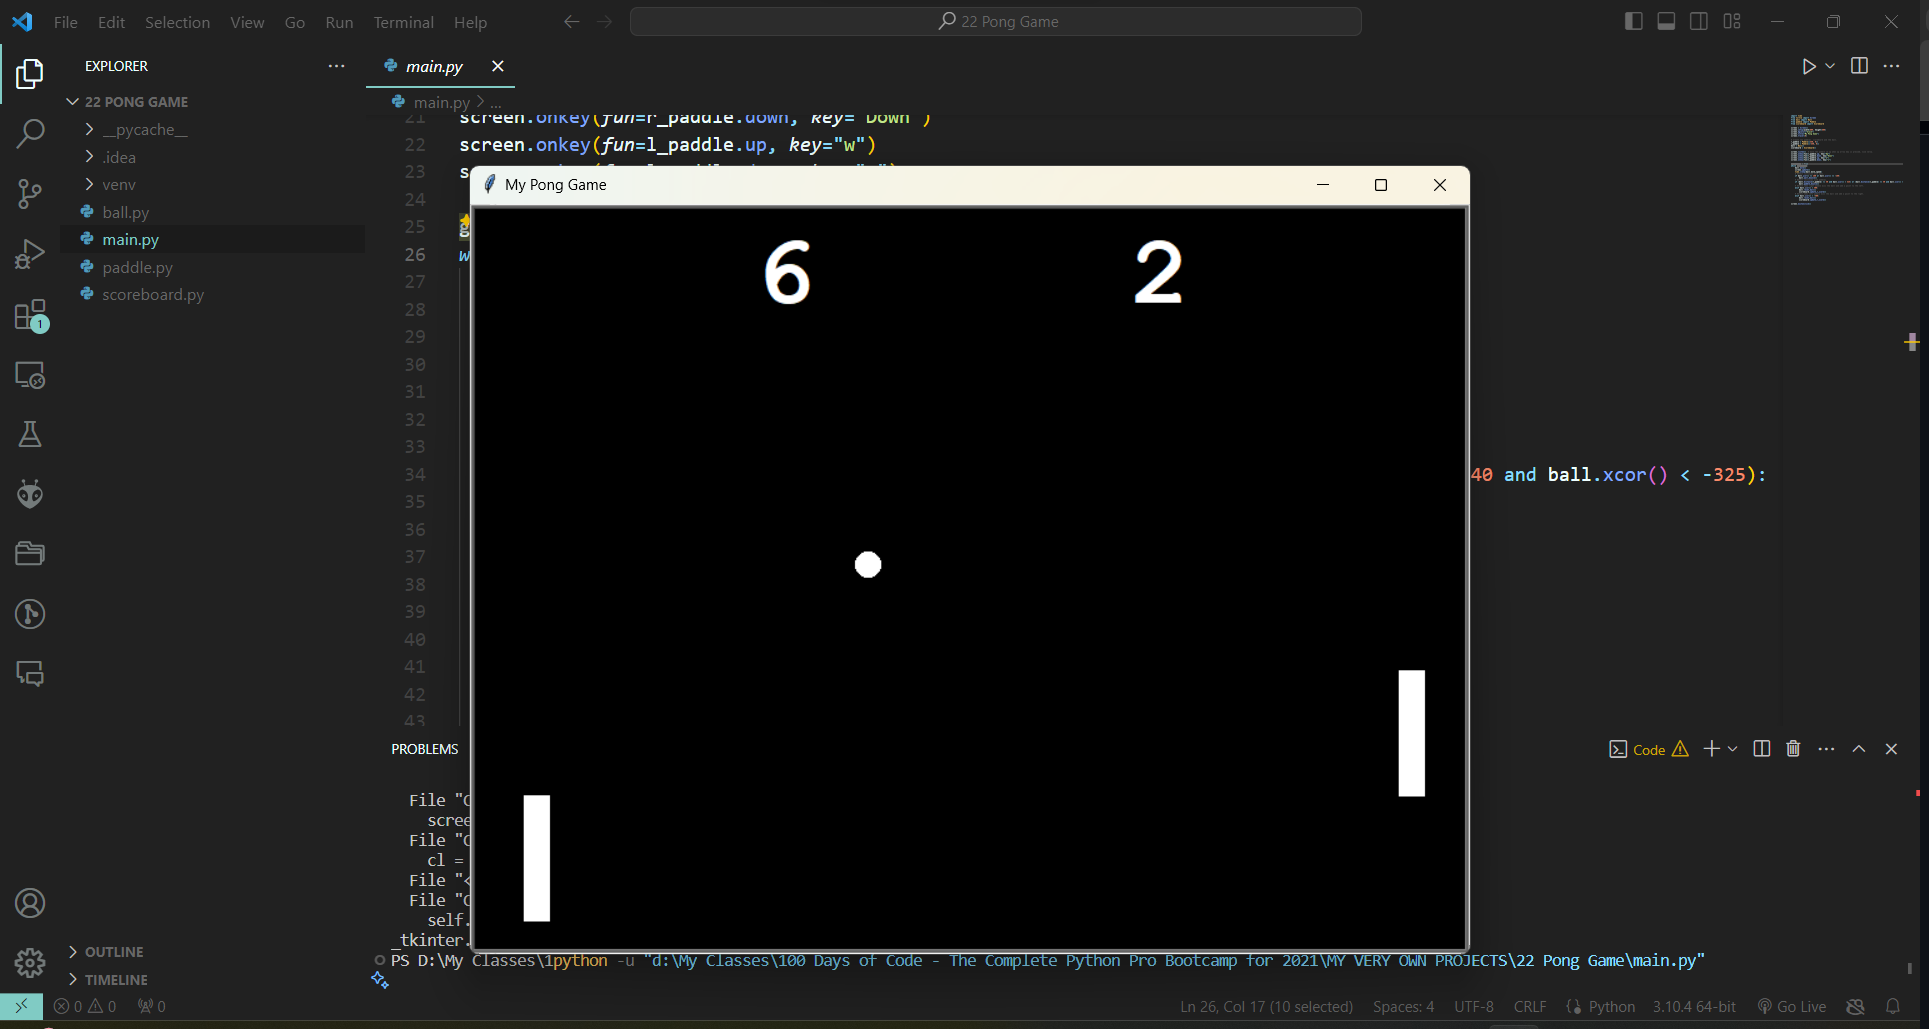 File Edit Selection View Go Run Terminal Help
22 Pong Game
EXPLORER
22 PONG GAME
__pycache__
.idea
venv
ball.py
main.py
paddle.py
scoreboard.py
1
main.py
main.py > ...
21 screen.onkey(fun=r_paddle.down, key="Down")
22 screen.onkey(fun=l_paddle.up, key="w")
23 s
24
25 g
26 w
27
28
29
30
31
32
33
34 40 and ball.xcor() < -325):
35
36
37
38
39
40
41
42
43
My Pong Game
6 2
PROBLEMS
Code
File "C
scree
File "C
cl =
File "<
File "C
self.
_tkinter.
PS D:\My Classes\1python -u "d:\My Classes\100 Days of Code - The Complete Python Pro Bootcamp for 2021\MY VERY OWN PROJECTS\22 Pong Game\main.py"
OUTLINE
TIMELINE
0 0 0
Ln 26, Col 17 (10 selected) Spaces: 4 UTF-8 CRLF Python 3.10.4 64-bit Go Live